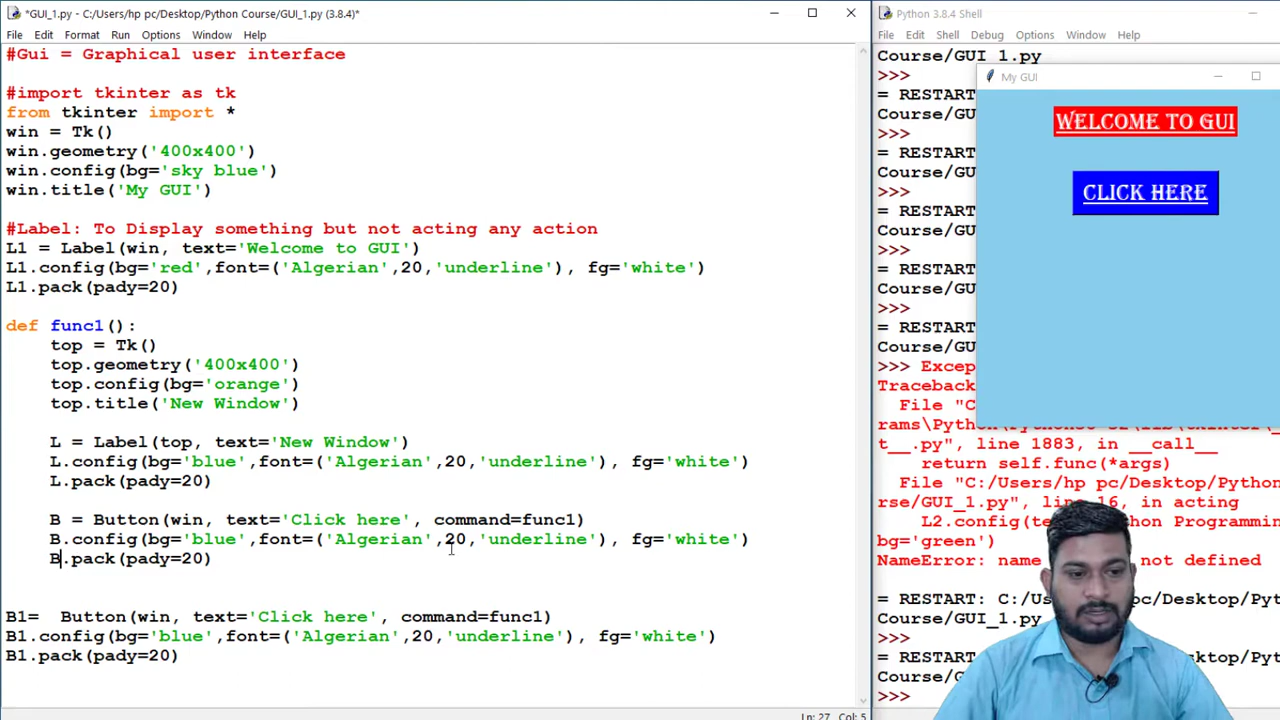 *GUI_1.py - C:/Users/hp pc/Desktop/Python Course/GUI_1.py (3.8.4)*
File Edit Format Run Options Window Help
#Gui = Graphical user interface
#import tkinter as tk
from tkinter import *
win = Tk()
win.geometry('400x400')
win.config(bg='sky blue')
win.title('My GUI')
#Label: To Display something but not acting any action
L1 = Label(win, text='Welcome to GUI')
L1.config(bg='red',font=('Algerian',20,'underline'), fg='white')
L1.pack(pady=20)
def func1():
top = Tk()
top.geometry('400x400')
top.config(bg='orange')
top.title('New Window')
L = Label(top, text='New Window')
L.config(bg='blue',font=('Algerian',20,'underline'), fg='white')
L.pack(pady=20)
B = Button(win, text='Click here', command=func1)
B.config(bg='blue',font=('Algerian',20,'underline'), fg='white')
B.pack(pady=20)
B1=  Button(win, text='Click here', command=func1)
B1.config(bg='blue',font=('Algerian',20,'underline'), fg='white')
B1.pack(pady=20)
Ln: 27 Col: 5
Python 3.8.4 Shell
File Edit Shell Debug Options Window Help
Course/GUI_1.py
>>>
= RESTART
Course/GU
>>>
= RESTART
Course/GU
>>>
= RESTART
Course/GU
>>>
= RESTART
Course/GU
>>>
= RESTART
Course/GU
>>> Excep
Traceback
File "C
rams\Python\
t__.py", line 1883, in __call__
return self.func(*args)
File "C:/Users/hp pc/Desktop/Python
rse/GUI_1.py", line 16, in acting
L2.config(te Programming
bg='green')
NameError: name not defined
= RESTART: C:/Us ktop/Pyt
Course/GUI_1.py
>>>
= RESTA sktop/Pyt
Course/G
>>>
My GUI
WELCOME TO GUI
CLICK HERE